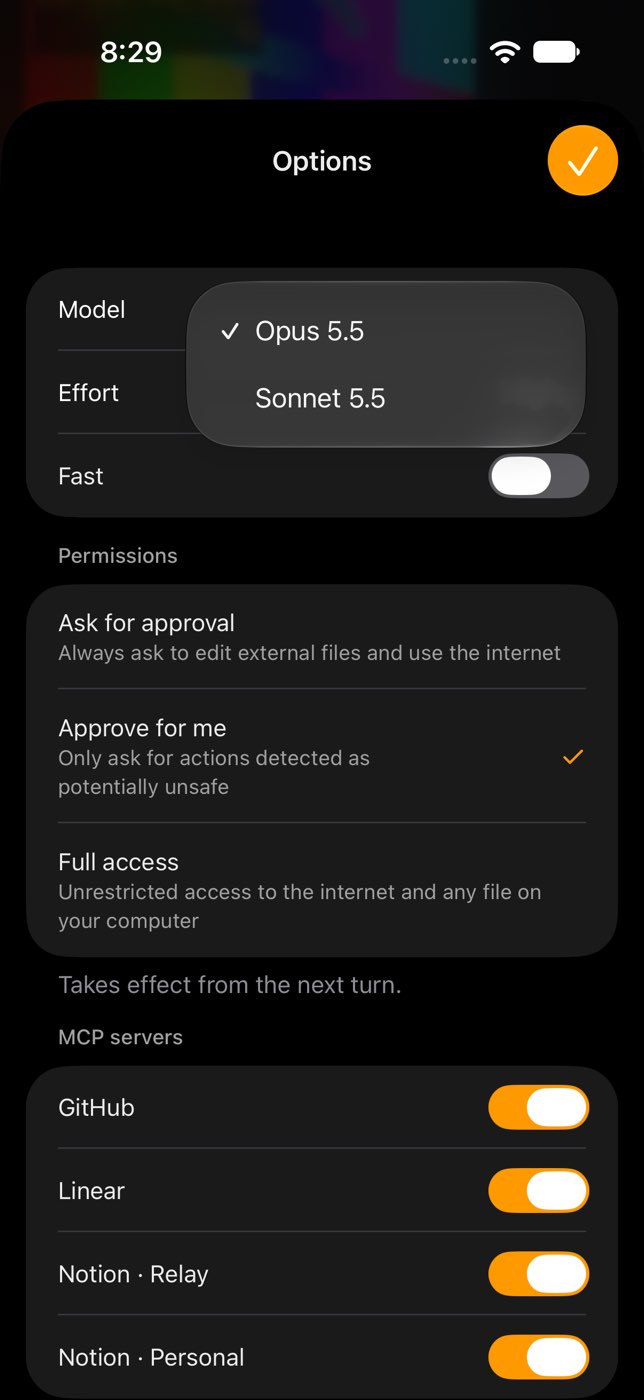 8:29
Options
Model
Opus 5.5
Sonnet 5.5
Effort
Fast
Permissions
Ask for approval
Always ask to edit external files and use the internet
Approve for me
Only ask for actions detected as
potentially unsafe
Full access
Unrestricted access to the internet and any file on
your computer
Takes effect from the next turn.
MCP servers
GitHub
Linear
Notion · Relay
Notion · Personal